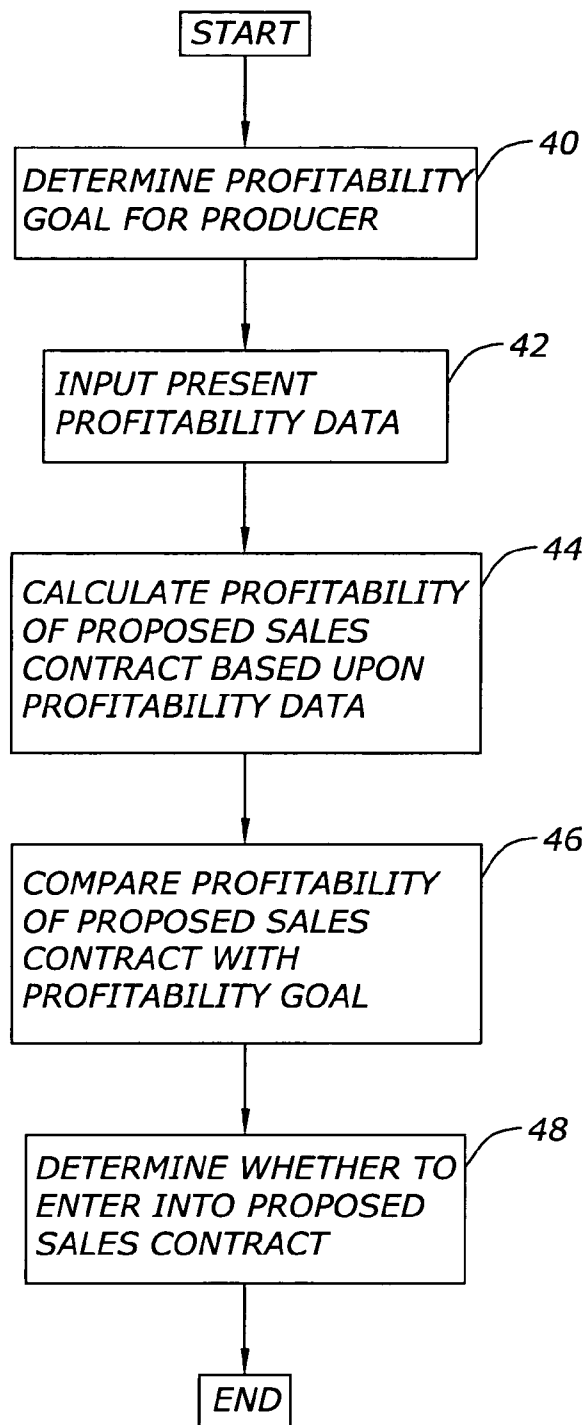 START
40
DETERMINE PROFITABILITY
GOAL FOR PRODUCER
42
INPUT PRESENT
PROFITABILITY DATA
44
CALCULATE PROFITABILITY
OF PROPOSED SALES
CONTRACT BASED UPON
PROFITABILITY DATA
46
COMPARE PROFITABILITY
OF PROPOSED SALES
CONTRACT WITH
PROFITABILITY GOAL
48
DETERMINE WHETHER TO
ENTER INTO PROPOSED
SALES CONTRACT
END